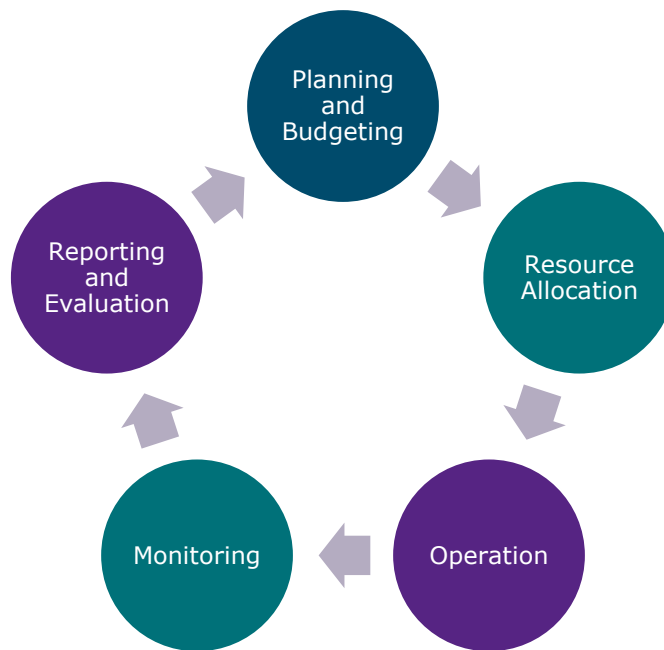 Planning
and
Budgeting
Resource
Allocation
Operation
Monitoring
Reporting
and
Evaluation